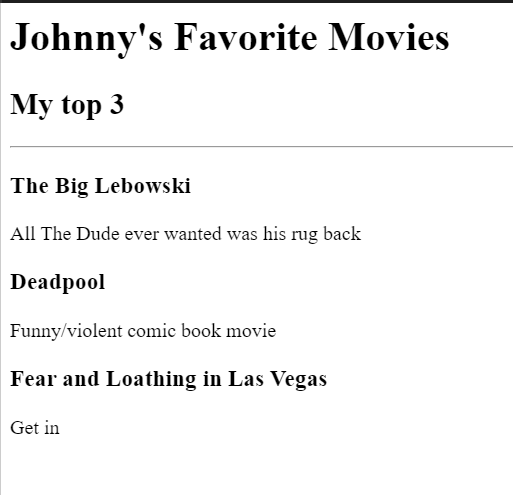 Johnny's Favorite Movies
My top 3
The Big Lebowski
All The Dude ever wanted was his rug back
Deadpool
Funny/violent comic book movie
Fear and Loathing in Las Vegas
Get in